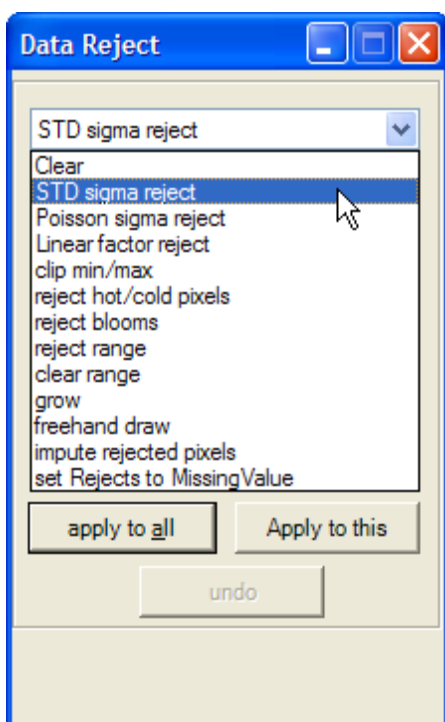 Data Reject
STD sigma reject
Clear
STD sigma reject
Poisson sigma reject
Linear factor reject
clip min/max
reject hot/cold pixels
reject blooms
reject range
clear range
grow
freehand draw
impute rejected pixels
set Rejects to MissingValue
apply to all Apply to this
undo